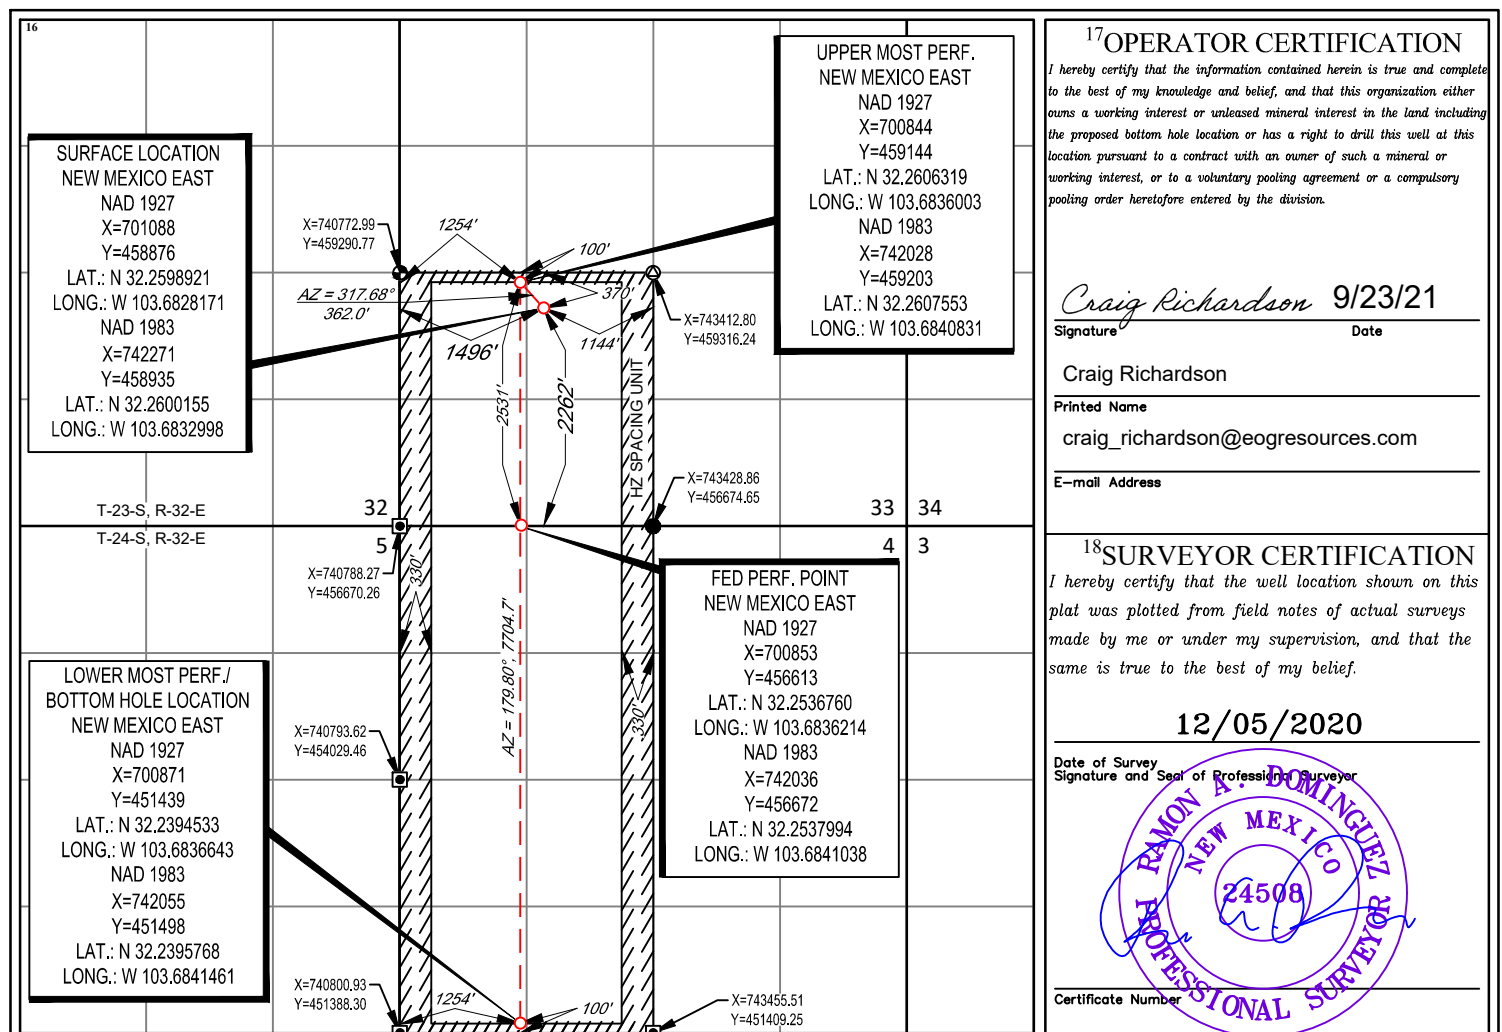 16
SURFACE LOCATION
NEW MEXICO EAST
NAD 1927
X=701088
Y=458876
LAT.: N 32.2598921
LONG.: W 103.6828171
NAD 1983
X=742271
Y=458935
LAT.: N 32.2600155
LONG.: W 103.6832998
UPPER MOST PERF.
NEW MEXICO EAST
NAD 1927
X=700844
Y=459144
LAT.: N 32.2606319
LONG.: W 103.6836003
NAD 1983
X=742028
Y=459203
LAT.: N 32.2607553
LONG.: W 103.6840831
X=740772.99
Y=459290.77
1254'
100'
AZ = 317.68°
362.0'
370'
1496'
1144'
X=743412.80
Y=459316.24
2531'
2262'
HZ SPACING UNIT
X=743428.86
Y=456674.65
T-23-S, R-32-E
32
33
34
T-24-S, R-32-E
5
4
3
X=740788.27
Y=456670.26
330'
AZ = 179.80°, 7704.7'
330'
FED PERF. POINT
NEW MEXICO EAST
NAD 1927
X=700853
Y=456613
LAT.: N 32.2536760
LONG.: W 103.6836214
NAD 1983
X=742036
Y=456672
LAT.: N 32.2537994
LONG.: W 103.6841038
LOWER MOST PERF./
BOTTOM HOLE LOCATION
NEW MEXICO EAST
NAD 1927
X=700871
Y=451439
LAT.: N 32.2394533
LONG.: W 103.6836643
NAD 1983
X=742055
Y=451498
LAT.: N 32.2395768
LONG.: W 103.6841461
X=740793.62
Y=454029.46
X=740800.93
Y=451388.30
1254'
100'
X=743455.51
Y=451409.25
17OPERATOR CERTIFICATION
I hereby certify that the information contained herein is true and complete
to the best of my knowledge and belief, and that this organization either
owns a working interest or unleased mineral interest in the land including
the proposed bottom hole location or has a right to drill this well at this
location pursuant to a contract with an owner of such a mineral or
working interest, or to a voluntary pooling agreement or a compulsory
pooling order heretofore entered by the division.
Craig Richardson 9/23/21
Signature Date
Craig Richardson
Printed Name
craig_richardson@eogresources.com
E-mail Address
18SURVEYOR CERTIFICATION
I hereby certify that the well location shown on this
plat was plotted from field notes of actual surveys
made by me or under my supervision, and that the
same is true to the best of my belief.
12/05/2020
Date of Survey
Signature and Seal of Professional Surveyor
RAMON A. DOMINGUEZ
NEW MEXICO
24508
PROFESSIONAL SURVEYOR
Certificate Number